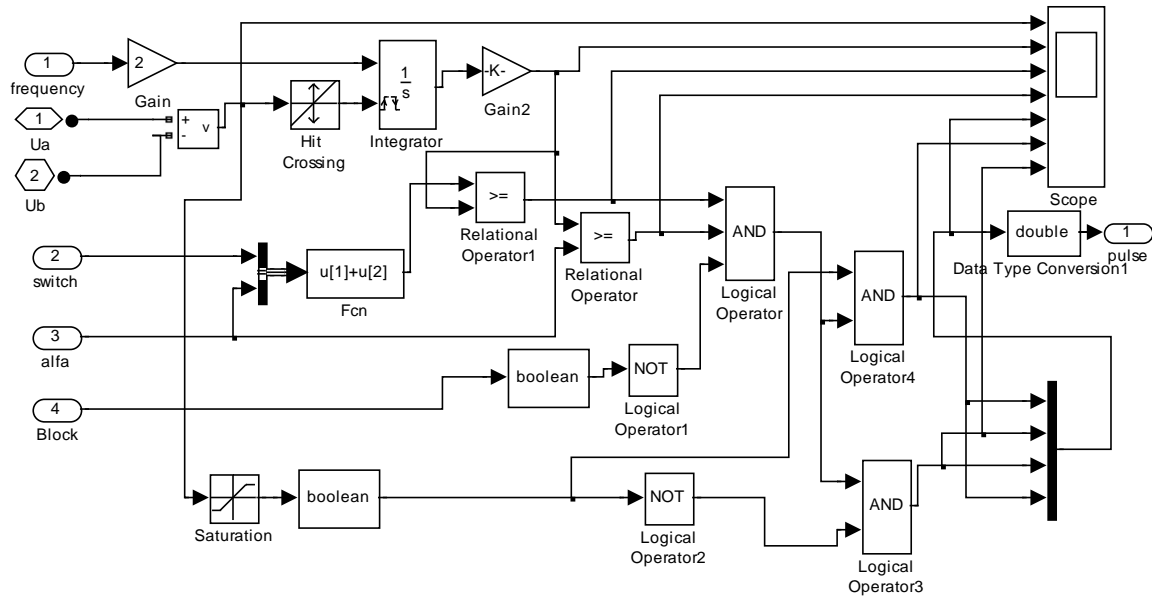 1
frequency
2
Gain
1
Ua
2
Ub
+
-
v
Hit
Crossing
1
s
Integrator
-K-
Gain2
Scope
>=
Relational
Operator1
>=
Relational
Operator
AND
Logical
Operator
double
Data Type Conversion1
1
pulse
2
switch
u[1]+u[2]
Fcn
3
alfa
AND
Logical
Operator4
boolean
NOT
Logical
Operator1
4
Block
Saturation
boolean
NOT
Logical
Operator2
AND
Logical
Operator3